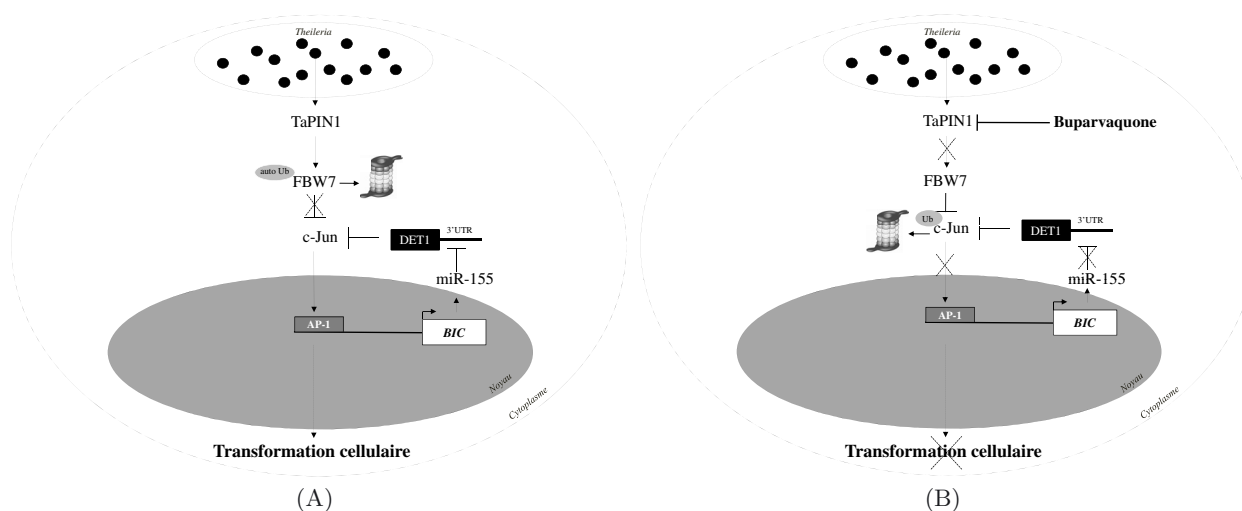 Theileria
TaPIN1
auto Ub
FBW7
c-Jun
DET1
3'UTR
miR-155
AP-1
BIC
Noyau
Cytoplasme
Transformation cellulaire
(A)
Theileria
TaPIN1
Buparvaquone
FBW7
Ub
c-Jun
DET1
3'UTR
miR-155
AP-1
BIC
Noyau
Cytoplasme
Transformation cellulaire
(B)